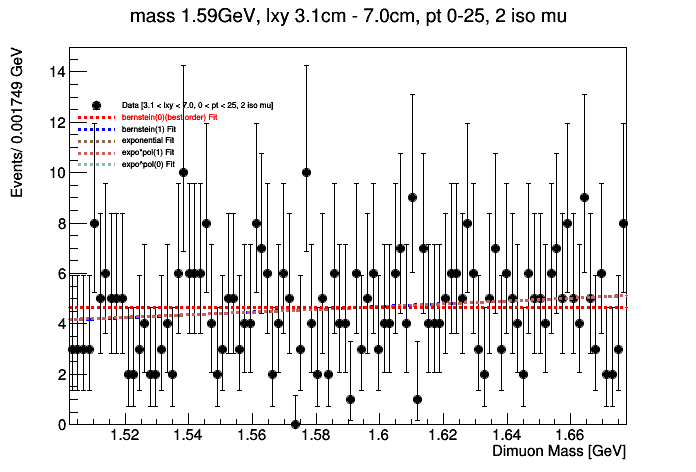 mass 1.59GeV, lxy 3.1cm - 7.0cm, pt 0-25, 2 iso mu
Events/ 0.001749 GeV
14
12
10
8
6
4
2
0
Data [3.1 < lxy < 7.0, 0 < pt < 25, 2 iso mu]
bernstein(0)(best order) Fit
bernstein(1) Fit
exponential Fit
expo*pol(1) Fit
expo^pol(0) Fit
1.52 1.54 1.56 1.58 1.6 1.62 1.64 1.66
Dimuon Mass [GeV]